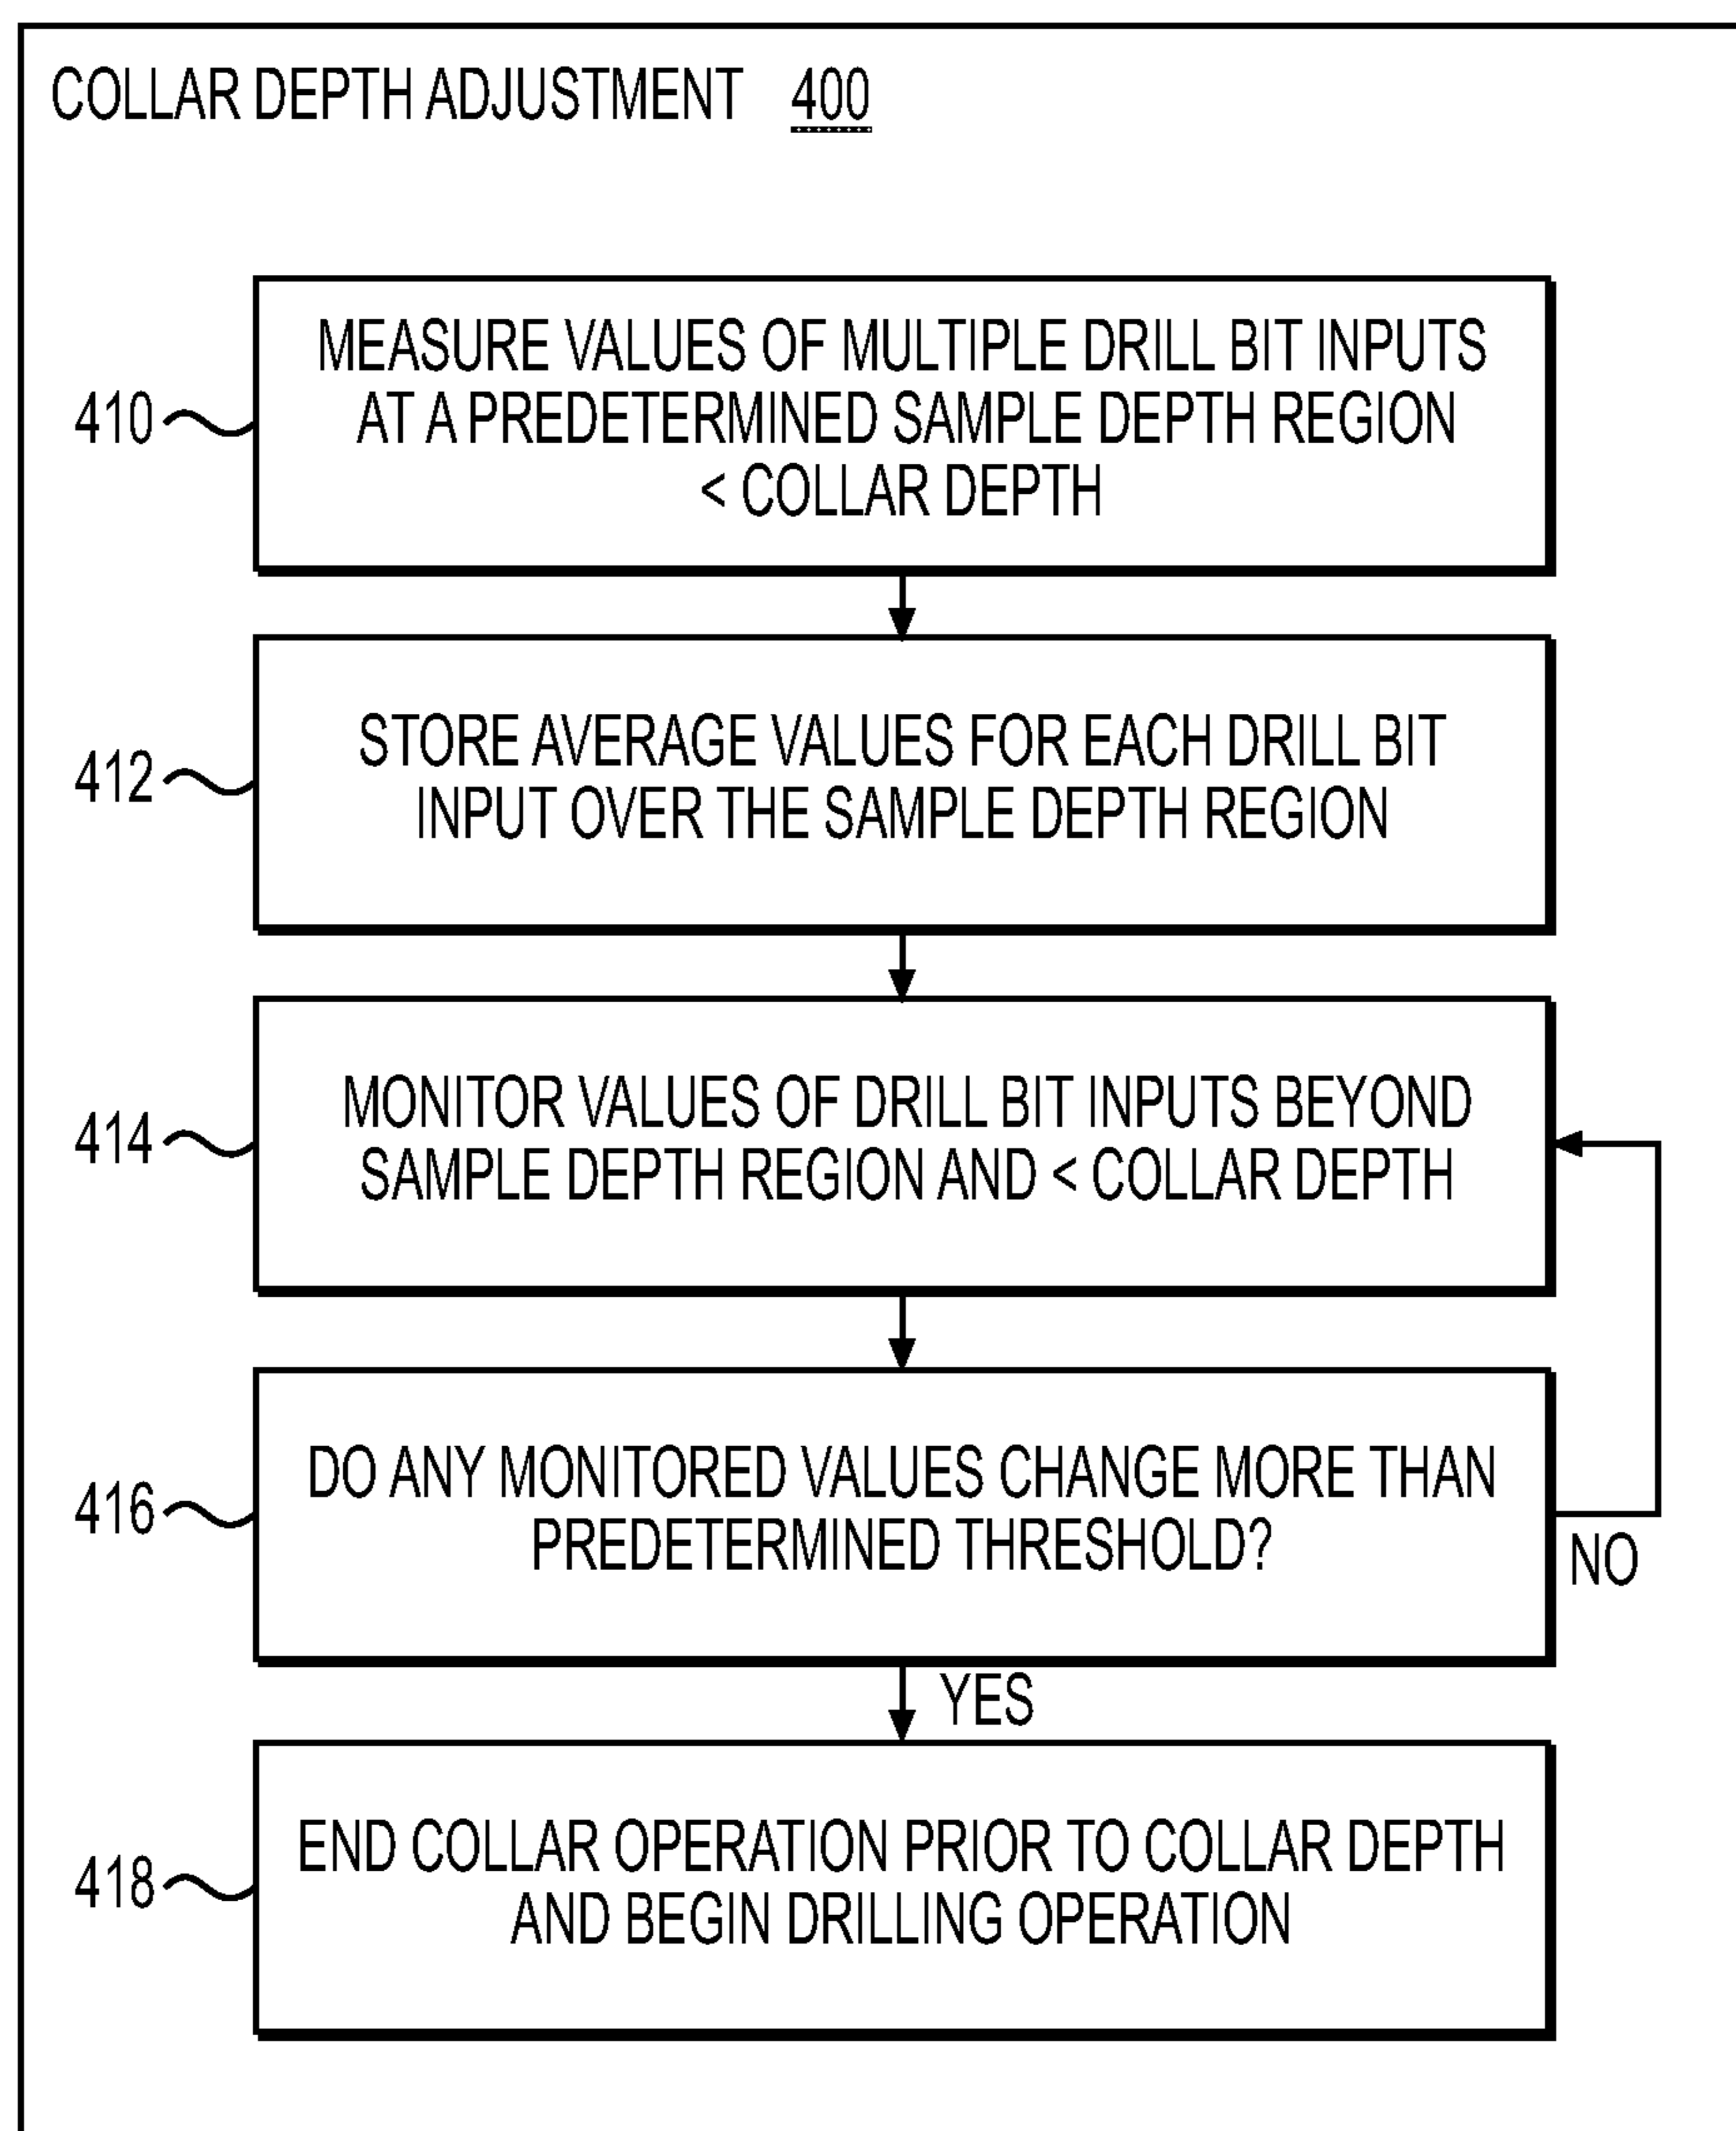 COLLAR DEPTH ADJUSTMENT 400
410
MEASURE VALUES OF MULTIPLE DRILL BIT INPUTS
AT A PREDETERMINED SAMPLE DEPTH REGION
< COLLAR DEPTH
412
STORE AVERAGE VALUES FOR EACH DRILL BIT
INPUT OVER THE SAMPLE DEPTH REGION
414
MONITOR VALUES OF DRILL BIT INPUTS BEYOND
SAMPLE DEPTH REGION AND < COLLAR DEPTH
416
DO ANY MONITORED VALUES CHANGE MORE THAN
PREDETERMINED THRESHOLD?
NO
YES
418
END COLLAR OPERATION PRIOR TO COLLAR DEPTH
AND BEGIN DRILLING OPERATION